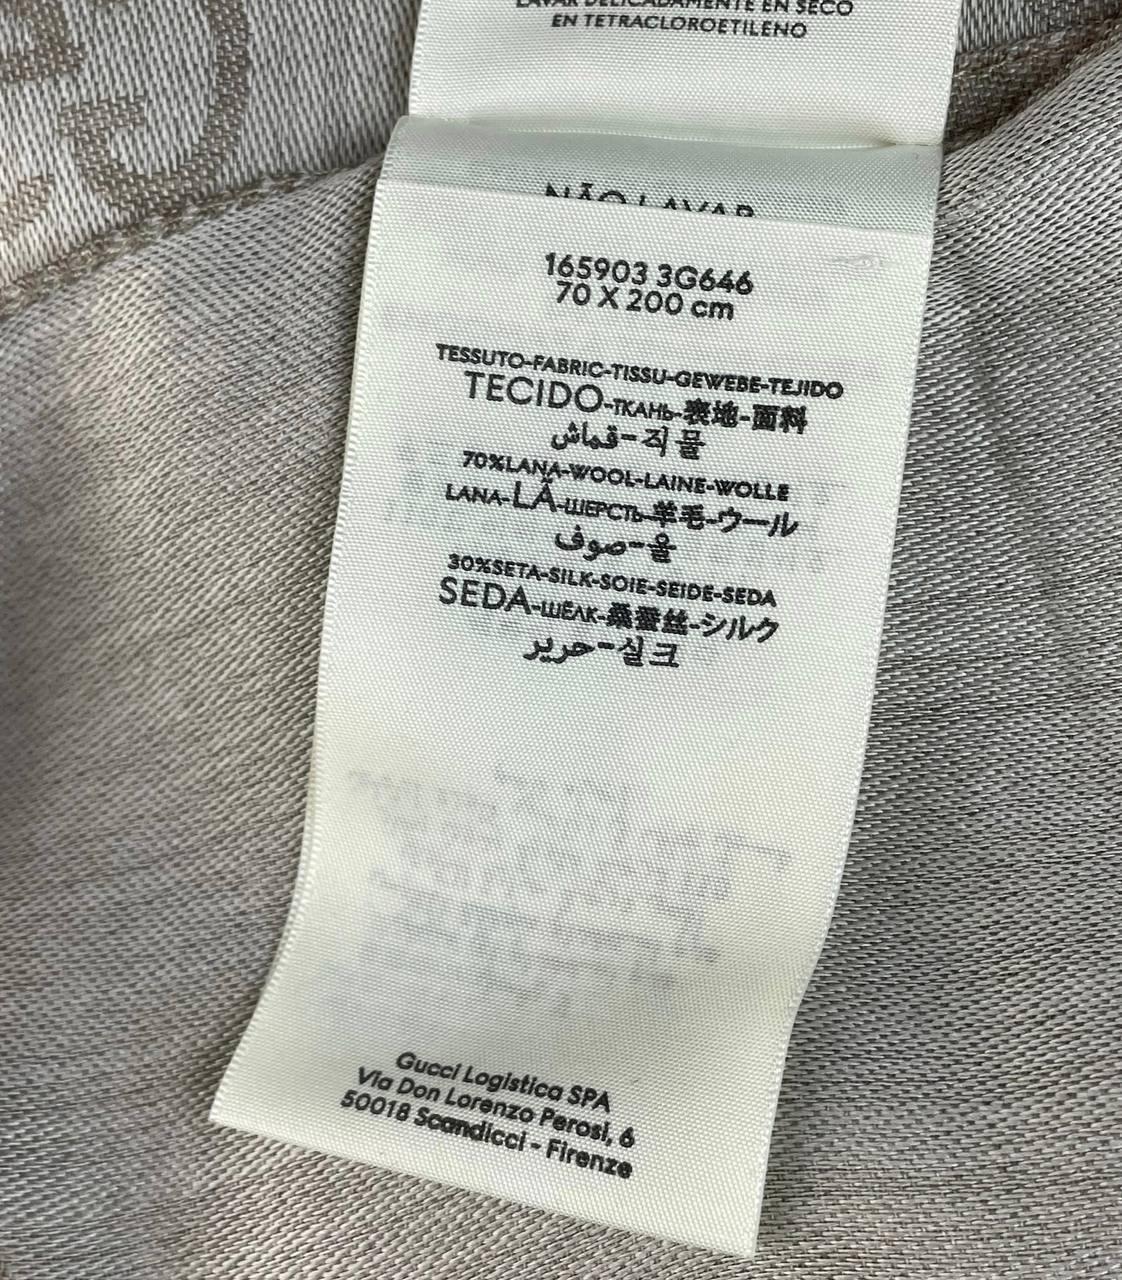 LAVAR DELICADAMENTE EN SECO
EN TETRACLOROETILENO
NÃO LAVAR
165903 3G646
70 X 200 cm
TESSUTO-FABRIC-TISSU-GEWEBE-TEJIDO
TECIDO-ТКАНЬ-表地-面料
قماش-직물
70%LANA-WOOL-LAINE-WOLLE
LANA-LÃ-ШЕРСТЬ-羊毛-ウール
صوف-울
30%SETA-SILK-SOIE-SEIDE-SEDA
SEDA-ШЁЛК-桑蚕丝-シルク
حرير-실크
Gucci Logistica SPA
Via Don Lorenzo Perosi, 6
50018 Scandicci - Firenze